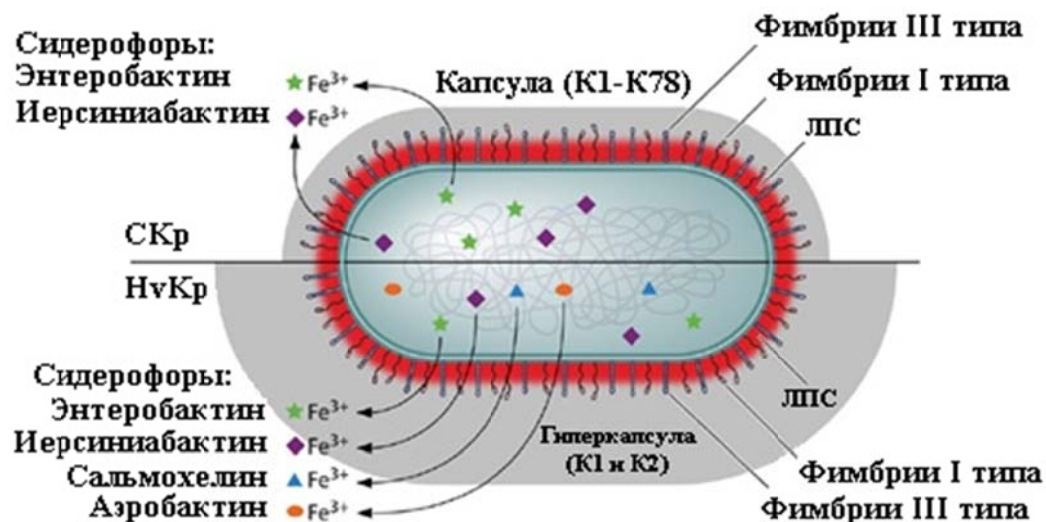 Сидерофоры:
Энтеробактин ★ Fe³⁺
Иерсиниабактин ◆ Fe³⁺
Капсула (К1-К78)
Фимбрии III типа
Фимбрии I типа
ЛПС
СКр
HvKp
Сидерофоры:
Энтеробактин ★ Fe³⁺
Иерсиниабактин ◆ Fe³⁺
Сальмохелин ▲ Fe³⁺
Аэробактин ● Fe³⁺
Гиперкапсула
(К1 и К2)
ЛПС
Фимбрии I типа
Фимбрии III типа